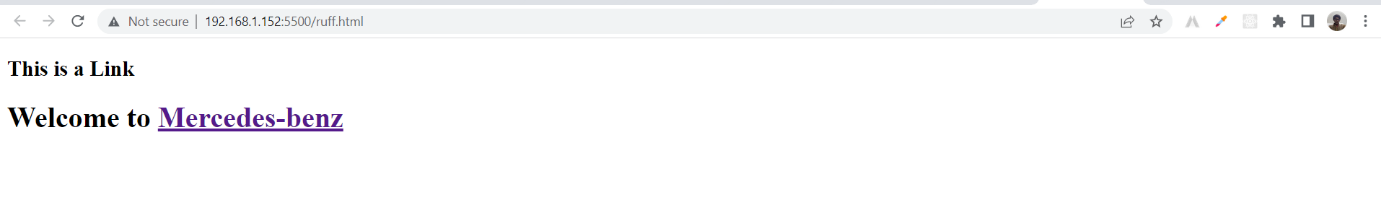 Not secure | 192.168.1.152:5500/ruff.html
This is a Link
Welcome to Mercedes-benz